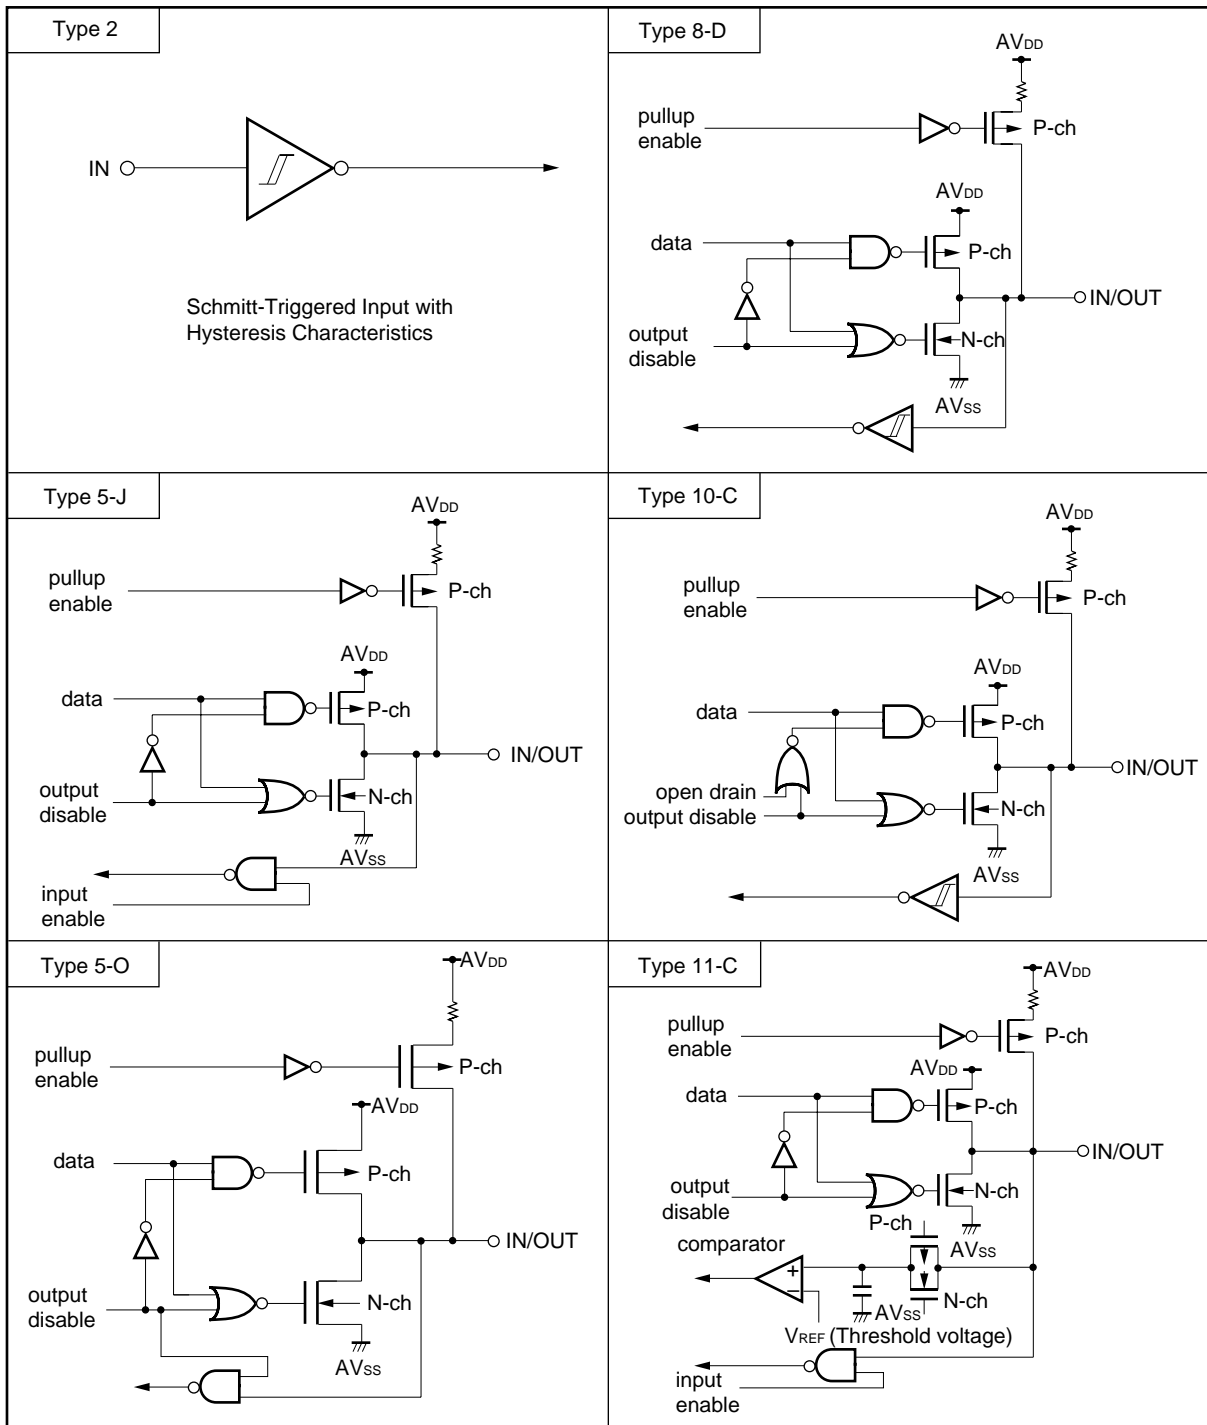 Type 2
IN
Schmitt-Triggered Input with
Hysteresis Characteristics
Type 8-D
AVDD
pullup
enable
P-ch
AVDD
data
P-ch
IN/OUT
output
disable
N-ch
AVSS
Type 5-J
AVDD
pullup
enable
P-ch
AVDD
data
P-ch
IN/OUT
output
disable
N-ch
AVSS
input
enable
Type 10-C
AVDD
pullup
enable
P-ch
AVDD
data
P-ch
IN/OUT
open drain
output disable
N-ch
AVSS
Type 5-O
AVDD
pullup
enable
P-ch
AVDD
data
P-ch
IN/OUT
output
disable
N-ch
AVSS
Type 11-C
AVDD
pullup
enable
P-ch
AVDD
data
P-ch
IN/OUT
output
disable
N-ch
P-ch
AVSS
comparator
+
−
AVSS
N-ch
VREF (Threshold voltage)
input
enable